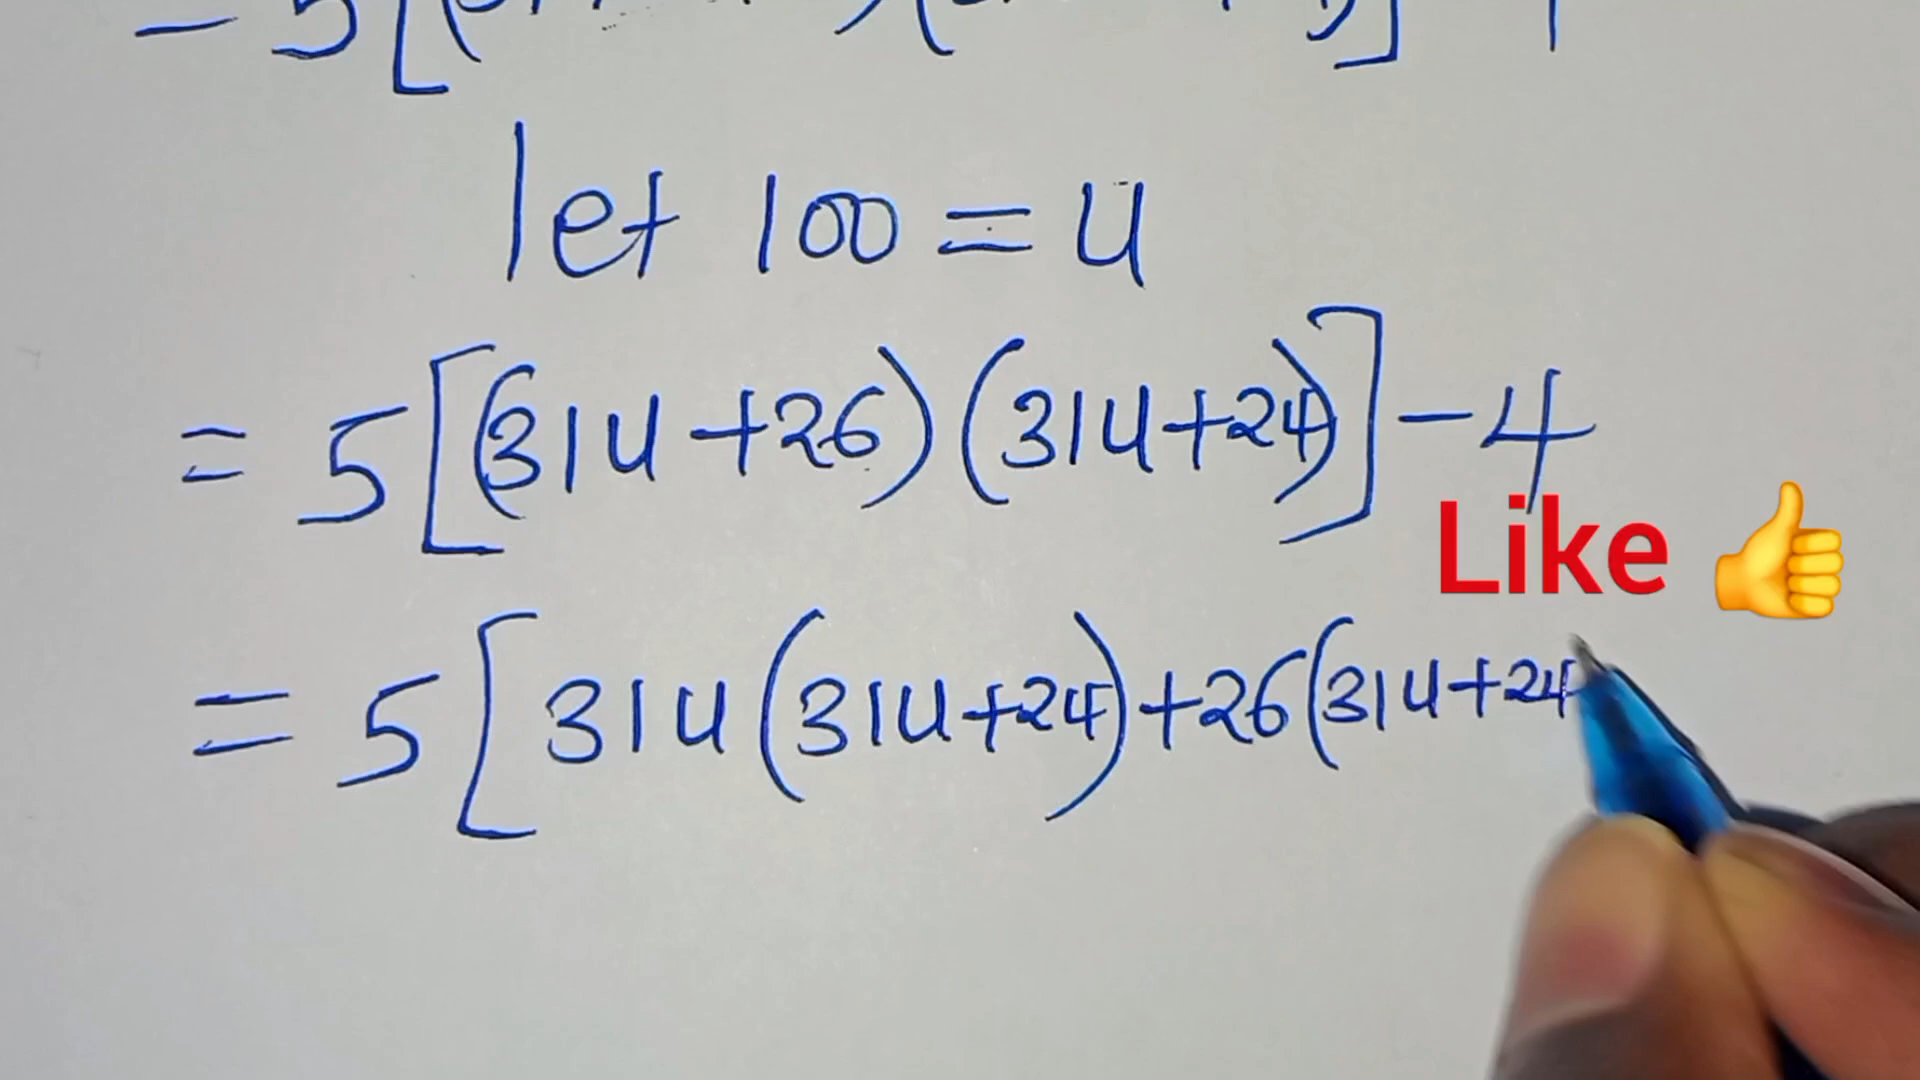 let 100 = u
= 5[(31u+26)(31u+24)]-4
Like 👍
= 5[31u(31u+24)+26(31u+24